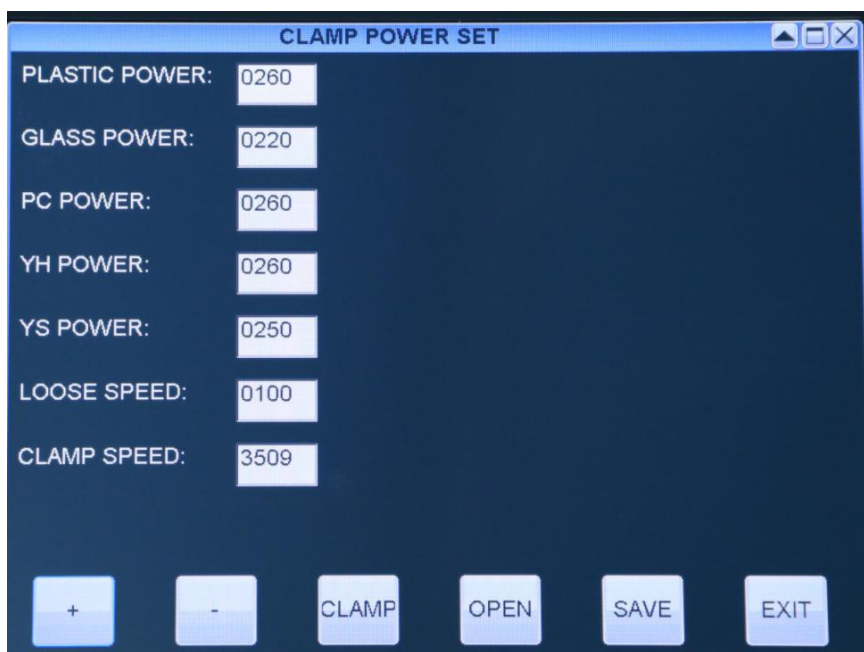 CLAMP POWER SET
PLASTIC POWER: 0260
GLASS POWER: 0220
PC POWER: 0260
YH POWER: 0260
YS POWER: 0250
LOOSE SPEED: 0100
CLAMP SPEED: 3509
+ - CLAMP OPEN SAVE EXIT